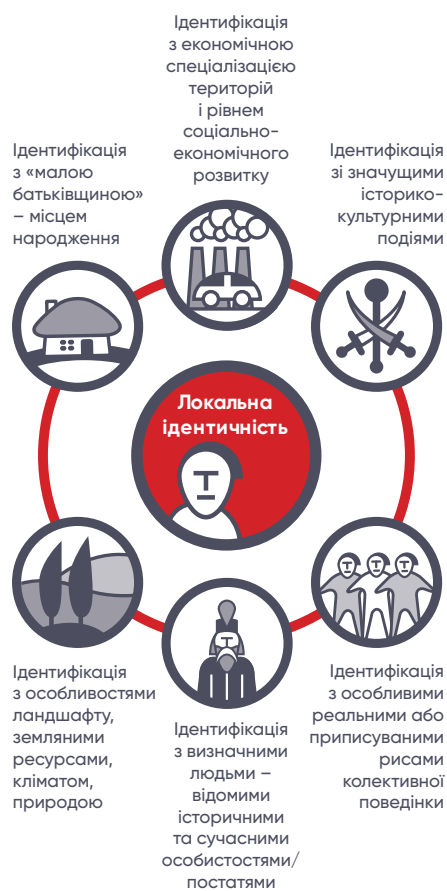 Ідентифікація
з економічною
спеціалізацією
територій
і рівнем
соціально-
економічного
розвитку
Ідентифікація
з «малою
батьківщиною»
– місцем
народження
Ідентифікація
зі значущими
історико-
культурними
подіями
Локальна
ідентичність
Ідентифікація
з особливостями
ландшафту,
земляними
ресурсами,
кліматом,
природою
Ідентифікація
з визначними
людьми –
відомими
історичними
та сучасними
особистостями/
постатями
Ідентифікація
з особливими
реальними або
приписуваними
рисами
колективної
поведінки